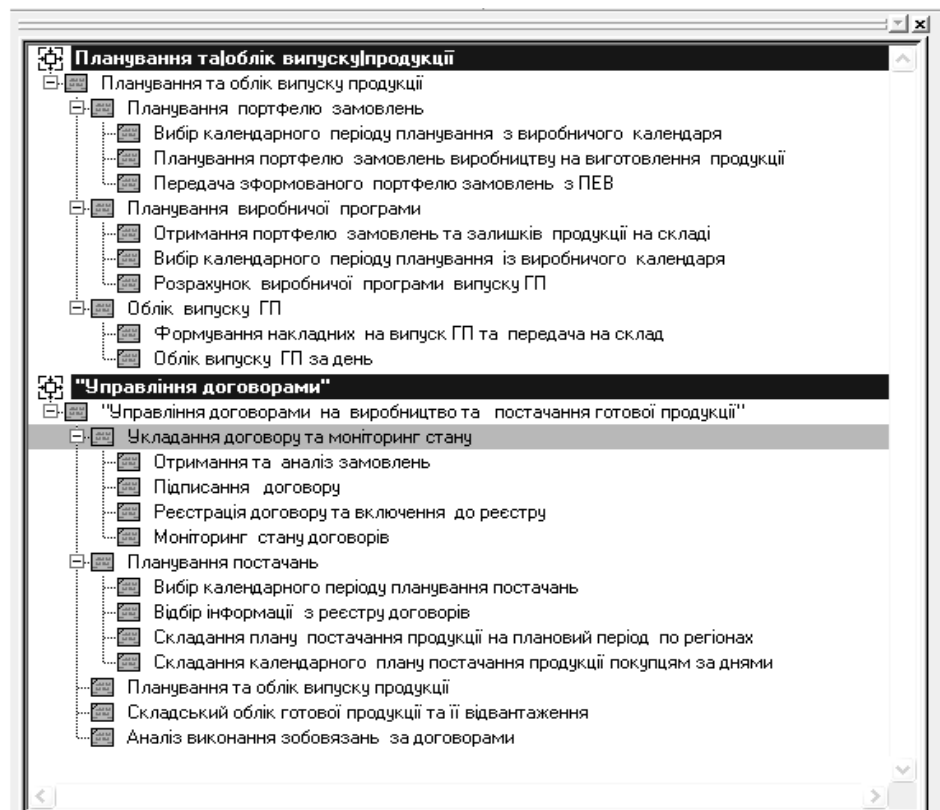 Планування та|облік випуску|продукції
Планування та облік випуску продукції
Планування портфелю замовлень
Вибір календарного періоду планування з виробничого календаря
Планування портфелю замовлень виробництву на виготовлення продукції
Передача зформованого портфелю замовлень з ПЕВ
Планування виробничої програми
Отримання портфелю замовлень та залишків продукції на складі
Вибір календарного періоду планування із виробничого календаря
Розрахунок виробничої програми випуску ГП
Облік випуску ГП
Формування накладних на випуск ГП та передача на склад
Облік випуску ГП за день
"Управління договорами"
"Управління договорами на виробництво та постачання готової продукції"
Укладання договору та моніторинг стану
Отримання та аналіз замовлень
Підписання договору
Реєстрація договору та включення до реєстру
Моніторинг стану договорів
Планування постачань
Вибір календарного періоду планування постачань
Відбір інформації з реєстру договорів
Складання плану постачання продукції на плановий період по регіонах
Складання календарного плану постачання продукції покупцям за днями
Планування та облік випуску продукції
Складський облік готової продукції та її відвантаження
Аналіз виконання зобовязань за договорами